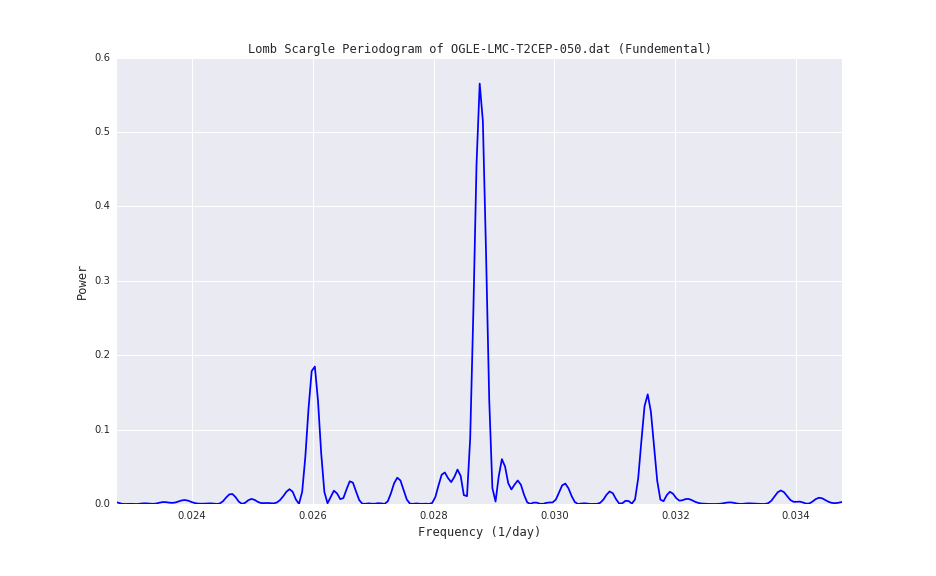 Lomb Scargle Periodogram of OGLE-LMC-T2CEP-050.dat (Fundemental)
0.6
0.5
0.4
0.3
0.2
0.1
0.0
Power
0.024 0.026 0.028 0.030 0.032 0.034
Frequency (1/day)